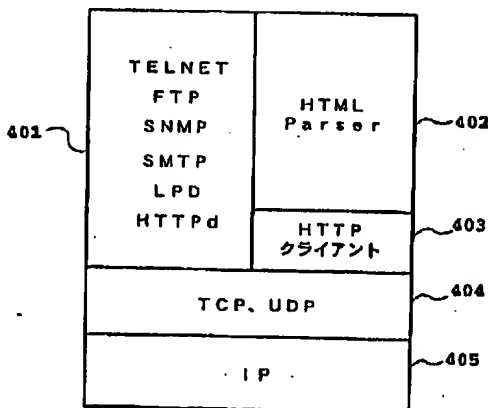 401
TELNET
FTP
SNMP
SMTP
LPD
HTTPd
HTML
Parser
402
HTTP
クライアント
403
TCP、UDP
404
IP
405